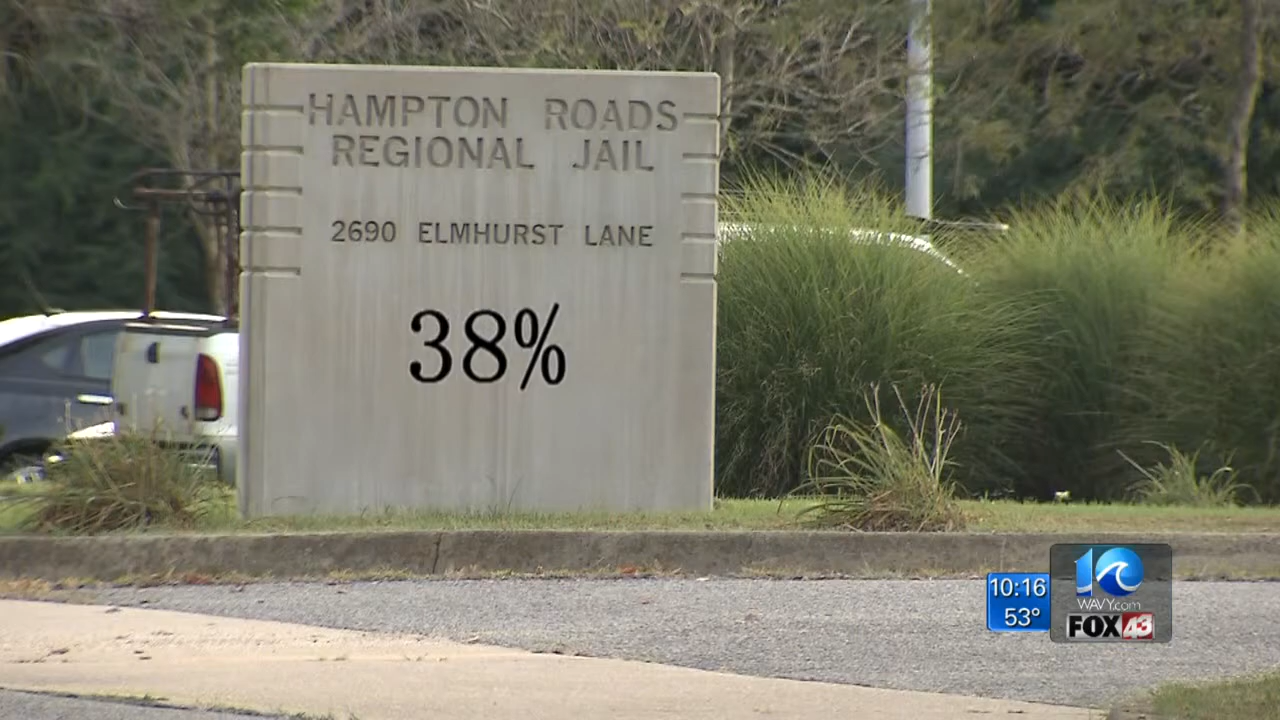 HAMPTON ROADS
REGIONAL JAIL
2690 ELMHURST LANE
38%
10:16
53°
10
WAVY.com
FOX 43